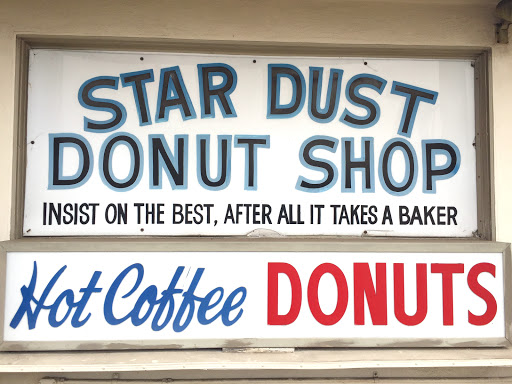 STAR DUST
DONUT SHOP
INSIST ON THE BEST, AFTER ALL IT TAKES A BAKER
Hot Coffee DONUTS